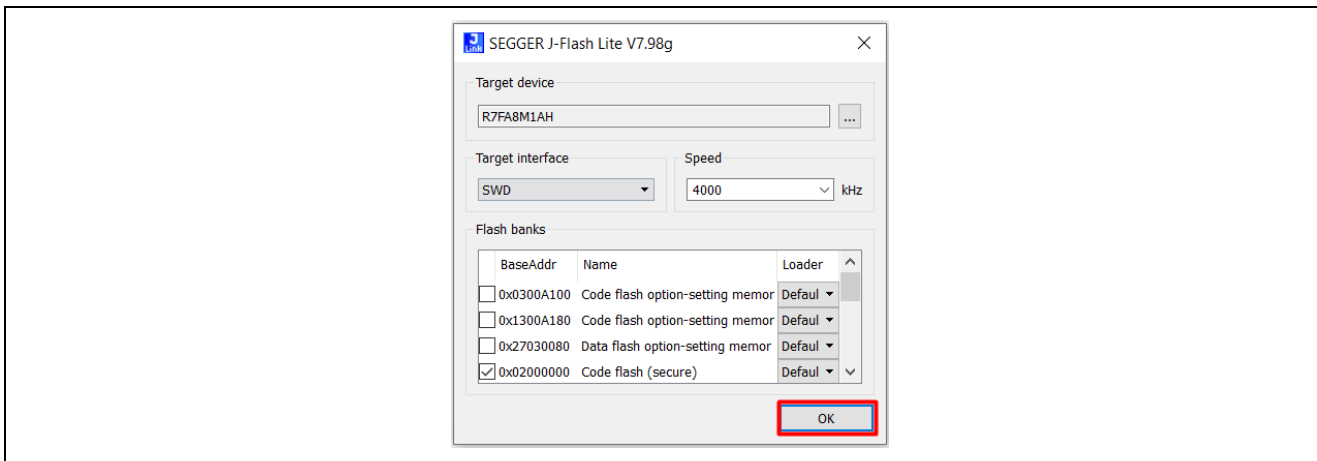 J
Link
SEGGER J-Flash Lite V7.98g
Target device
R7FA8M1AH
...
Target interface
Speed
SWD
4000
kHz
Flash banks
BaseAddr Name Loader
0x0300A100 Code flash option-setting memor Defaul
0x1300A180 Code flash option-setting memor Defaul
0x27030080 Data flash option-setting memor Defaul
0x02000000 Code flash (secure) Defaul
OK